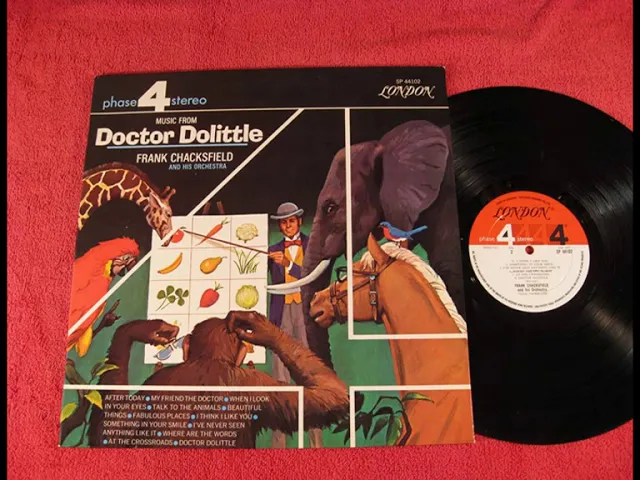 SP 44102
LONDON
phase 4 stereo
MUSIC FROM
Doctor Dolittle
FRANK CHACKSFIELD
AND HIS ORCHESTRA
AFTER TODAY • MY FRIEND THE DOCTOR • WHEN I LOOK
IN YOUR EYES • TALK TO THE ANIMALS • BEAUTIFUL
THINGS • FABULOUS PLACES • I THINK I LIKE YOU •
SOMETHING IN YOUR SMILE • I'VE NEVER SEEN
ANYTHING LIKE IT • WHERE ARE THE WORDS
• AT THE CROSSROADS • DOCTOR DOLITTLE
LONDON
phase 4 stereo 44
2
FRANK CHACKSFIELD